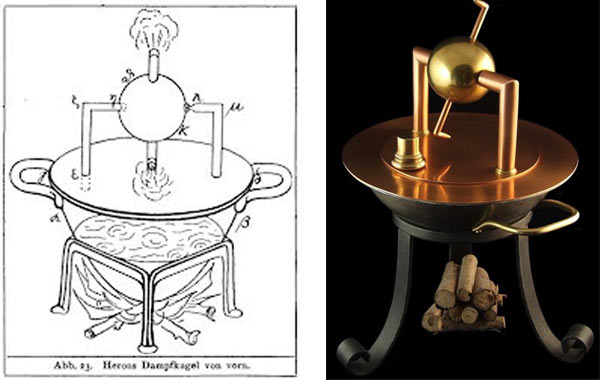 η
λ
μ
κ
ε
α
β
Abb. 23. Herons Dampfkugel von vorn.